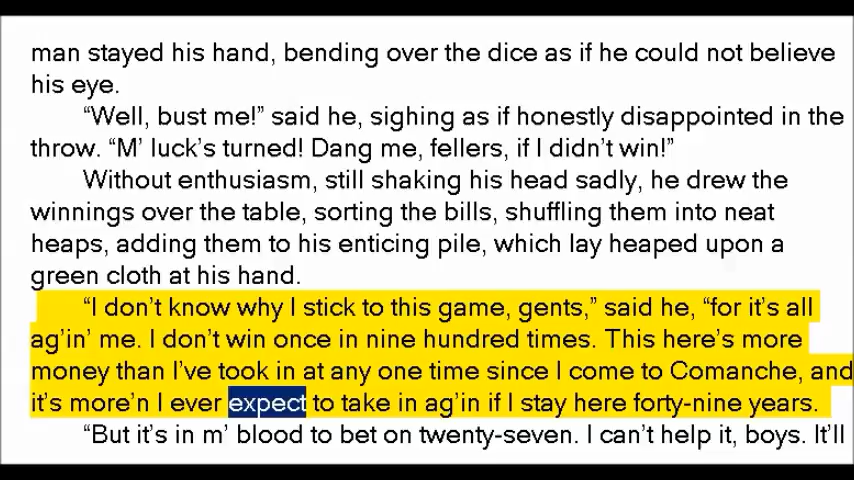 man stayed his hand, bending over the dice as if he could not believe
his eye.
“Well, bust me!” said he, sighing as if honestly disappointed in the
throw. “M’ luck’s turned! Dang me, fellers, if I didn’t win!”
Without enthusiasm, still shaking his head sadly, he drew the
winnings over the table, sorting the bills, shuffling them into neat
heaps, adding them to his enticing pile, which lay heaped upon a
green cloth at his hand.
“I don’t know why I stick to this game, gents,” said he, “for it’s all
ag’in’ me. I don’t win once in nine hundred times. This here’s more
money than I’ve took in at any one time since I come to Comanche, and
it’s more’n I ever expect to take in ag’in if I stay here forty-nine years.
“But it’s in m’ blood to bet on twenty-seven. I can’t help it, boys. It’ll